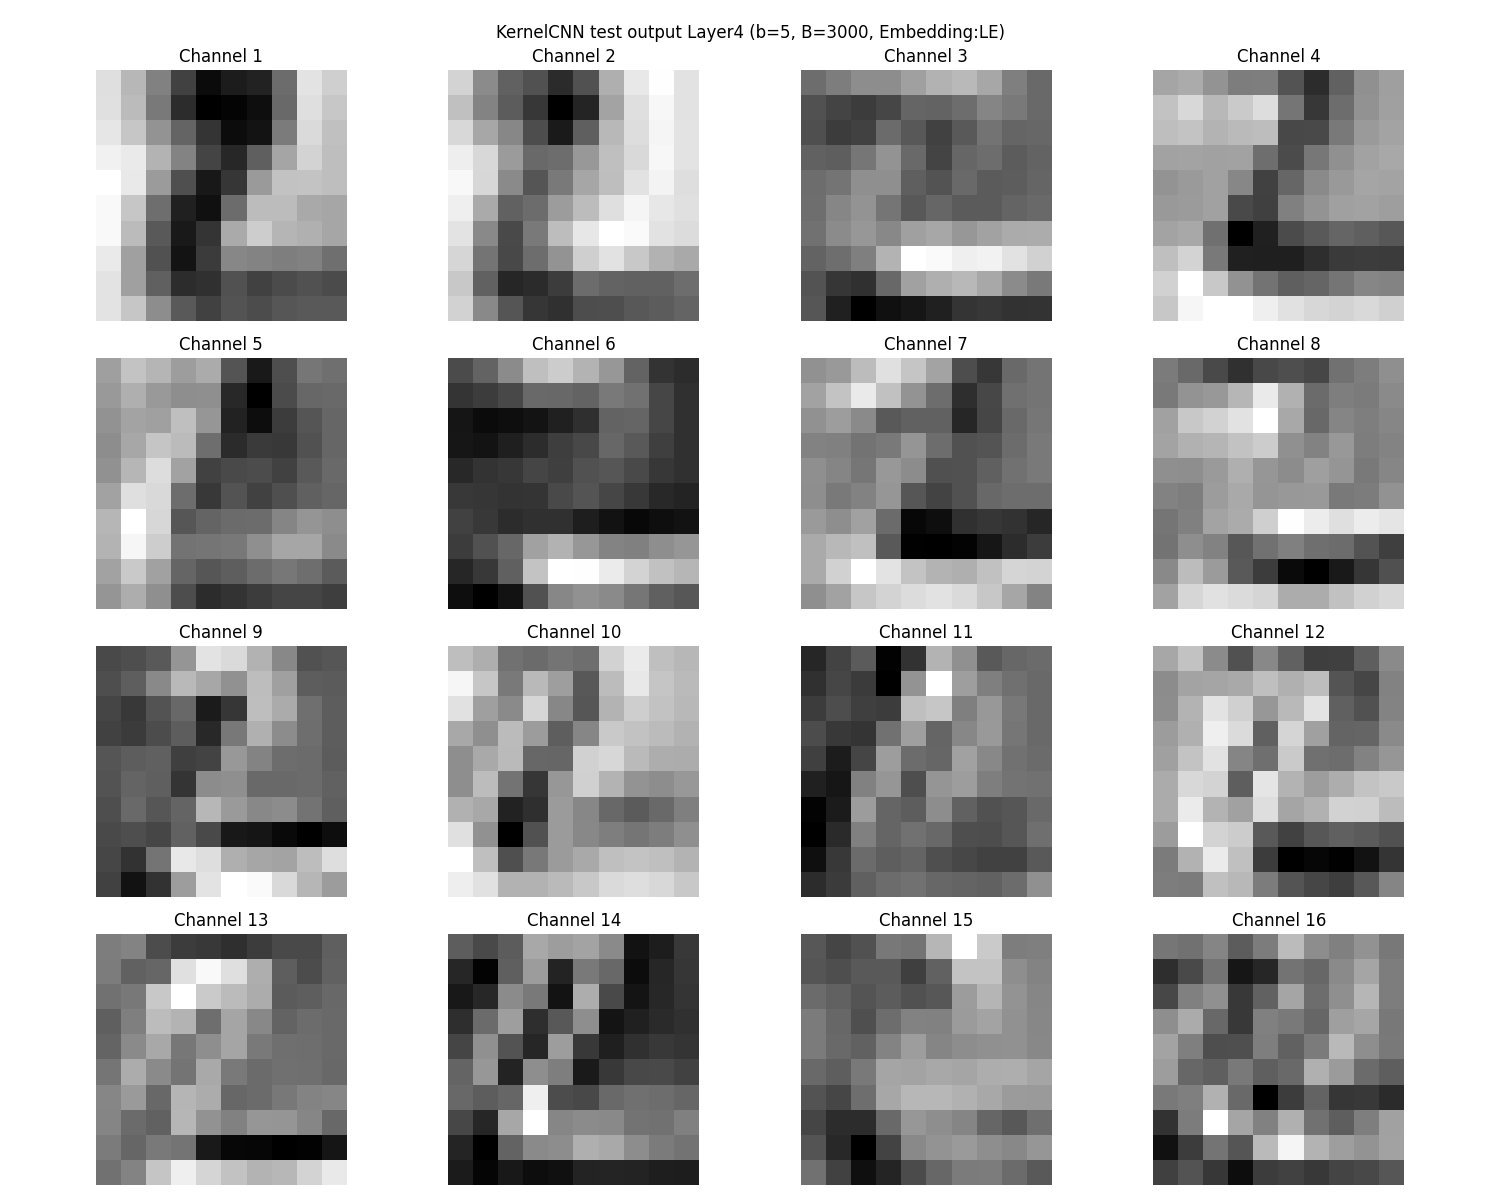 KernelCNN test output Layer4 (b=5, B=3000, Embedding:LE)
Channel 1
Channel 2
Channel 3
Channel 4
Channel 5
Channel 6
Channel 7
Channel 8
Channel 9
Channel 10
Channel 11
Channel 12
Channel 13
Channel 14
Channel 15
Channel 16